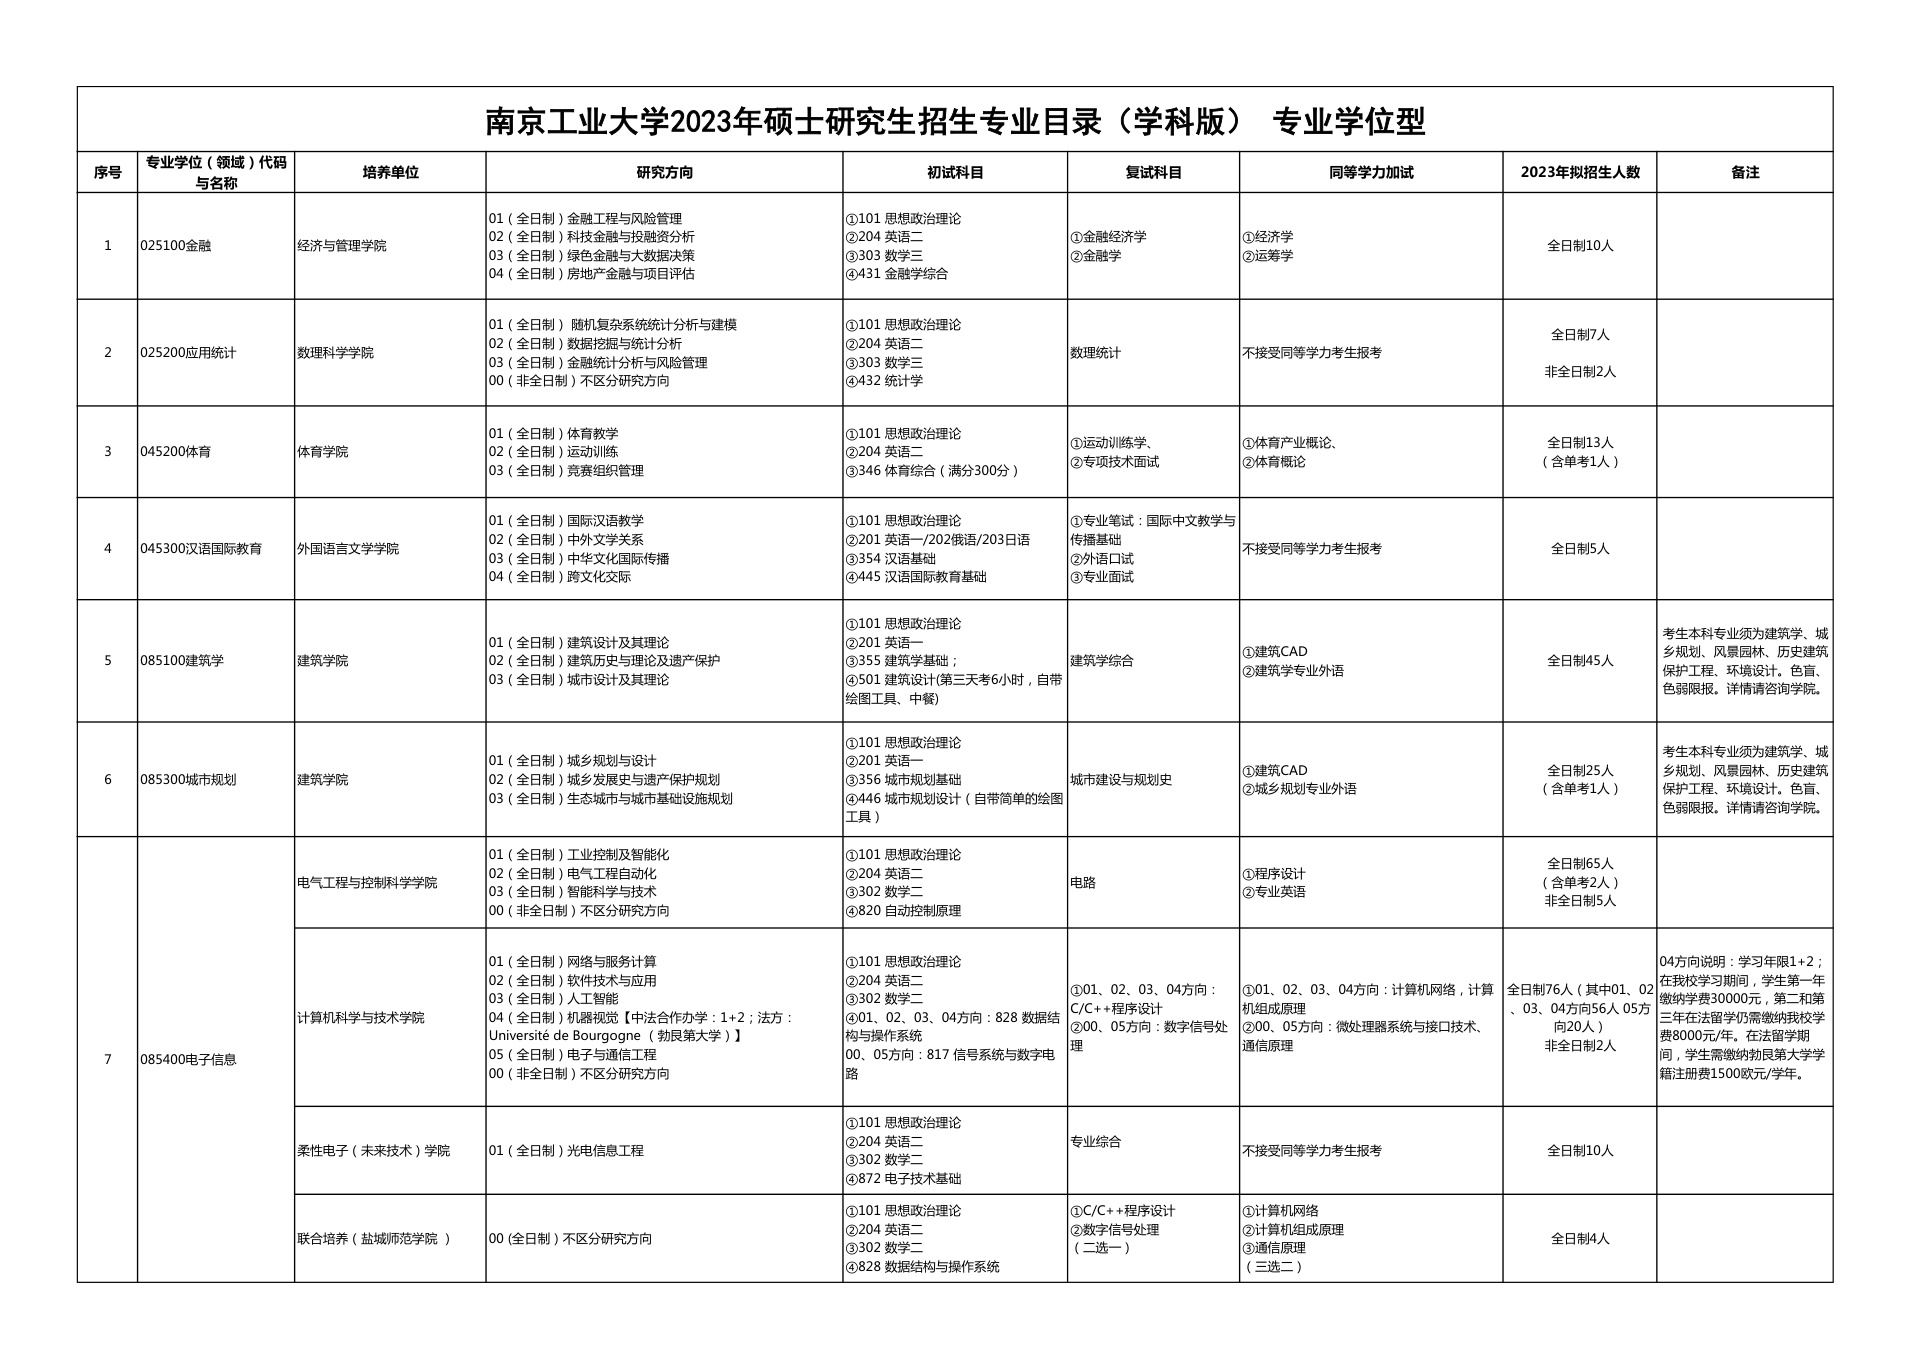 南京工业大学2023年硕士研究生招生专业目录（学科版） 专业学位型
序号
专业学位（领域）代码
与名称
培养单位
研究方向
初试科目
复试科目
同等学力加试
2023年拟招生人数
备注
1
025100金融
经济与管理学院
01（全日制）金融工程与风险管理
02（全日制）科技金融与投融资分析
03（全日制）绿色金融与大数据决策
04（全日制）房地产金融与项目评估
①101 思想政治理论
②204 英语二
③303 数学三
④431 金融学综合
①金融经济学
②金融学
①经济学
②运筹学
全日制10人
2
025200应用统计
数理科学学院
01（全日制） 随机复杂系统统计分析与建模
02（全日制）数据挖掘与统计分析
03（全日制）金融统计分析与风险管理
00（非全日制）不区分研究方向
①101 思想政治理论
②204 英语二
③303 数学三
④432 统计学
数理统计
不接受同等学力考生报考
全日制7人
非全日制2人
3
045200体育
体育学院
01（全日制）体育教学
02（全日制）运动训练
03（全日制）竞赛组织管理
①101 思想政治理论
②204 英语二
③346 体育综合（满分300分）
①运动训练学、
②专项技术面试
①体育产业概论、
②体育概论
全日制13人
（含单考1人）
4
045300汉语国际教育
外国语言文学学院
01（全日制）国际汉语教学
02（全日制）中外文学关系
03（全日制）中华文化国际传播
04（全日制）跨文化交际
①101 思想政治理论
②201 英语一/202俄语/203日语
③354 汉语基础
④445 汉语国际教育基础
①专业笔试：国际中文教学与
传播基础
②外语口试
③专业面试
不接受同等学力考生报考
全日制5人
5
085100建筑学
建筑学院
01（全日制）建筑设计及其理论
02（全日制）建筑历史与理论及遗产保护
03（全日制）城市设计及其理论
①101 思想政治理论
②201 英语一
③355 建筑学基础；
④501 建筑设计(第三天考6小时，自带
绘图工具、中餐)
建筑学综合
①建筑CAD
②建筑学专业外语
全日制45人
考生本科专业须为建筑学、城
乡规划、风景园林、历史建筑
保护工程、环境设计。色盲、
色弱限报。详情请咨询学院。
6
085300城市规划
建筑学院
01（全日制）城乡规划与设计
02（全日制）城乡发展史与遗产保护规划
03（全日制）生态城市与城市基础设施规划
①101 思想政治理论
②201 英语一
③356 城市规划基础
④446 城市规划设计（自带简单的绘图
工具）
城市建设与规划史
①建筑CAD
②城乡规划专业外语
全日制25人
（含单考1人）
考生本科专业须为建筑学、城
乡规划、风景园林、历史建筑
保护工程、环境设计。色盲、
色弱限报。详情请咨询学院。
7
085400电子信息
电气工程与控制科学学院
01（全日制）工业控制及智能化
02（全日制）电气工程自动化
03（全日制）智能科学与技术
00（非全日制）不区分研究方向
①101 思想政治理论
②204 英语二
③302 数学二
④820 自动控制原理
电路
①程序设计
②专业英语
全日制65人
（含单考2人）
非全日制5人
计算机科学与技术学院
01（全日制）网络与服务计算
02（全日制）软件技术与应用
03（全日制）人工智能
04（全日制）机器视觉【中法合作办学：1+2；法方：
Université de Bourgogne （勃艮第大学）】
05（全日制）电子与通信工程
00（非全日制）不区分研究方向
①101 思想政治理论
②204 英语二
③302 数学二
④01、02、03、04方向：828 数据结
构与操作系统
00、05方向：817 信号系统与数字电
路
①01、02、03、04方向：
C/C++程序设计
②00、05方向：数字信号处
理
①01、02、03、04方向：计算机网络，计算
机组成原理
②00、05方向：微处理器系统与接口技术、
通信原理
全日制76人（其中01、02
、03、04方向56人 05方
向20人）
非全日制2人
04方向说明：学习年限1+2；
在我校学习期间，学生第一年
缴纳学费30000元，第二和第
三年在法留学仍需缴纳我校学
费8000元/年。在法留学期
间，学生需缴纳勃艮第大学学
籍注册费1500欧元/学年。
柔性电子（未来技术）学院
01（全日制）光电信息工程
①101 思想政治理论
②204 英语二
③302 数学二
④872 电子技术基础
专业综合
不接受同等学力考生报考
全日制10人
联合培养（盐城师范学院 ）
00 (全日制）不区分研究方向
①101 思想政治理论
②204 英语二
③302 数学二
④828 数据结构与操作系统
①C/C++程序设计
②数字信号处理
（二选一）
①计算机网络
②计算机组成原理
③通信原理
（三选二）
全日制4人